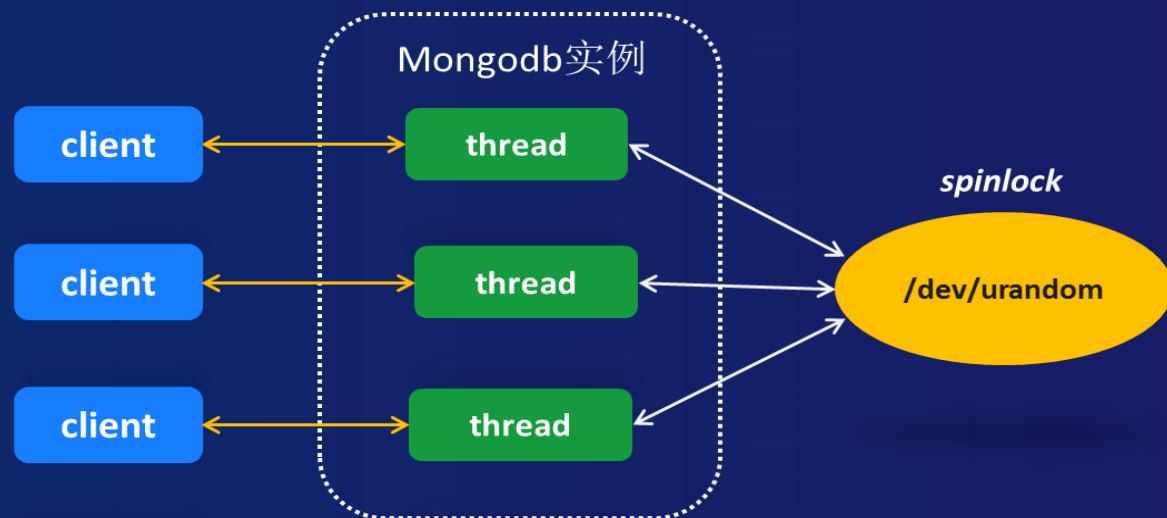 Mongodb实例
client
thread
spinlock
client
thread
/dev/urandom
client
thread